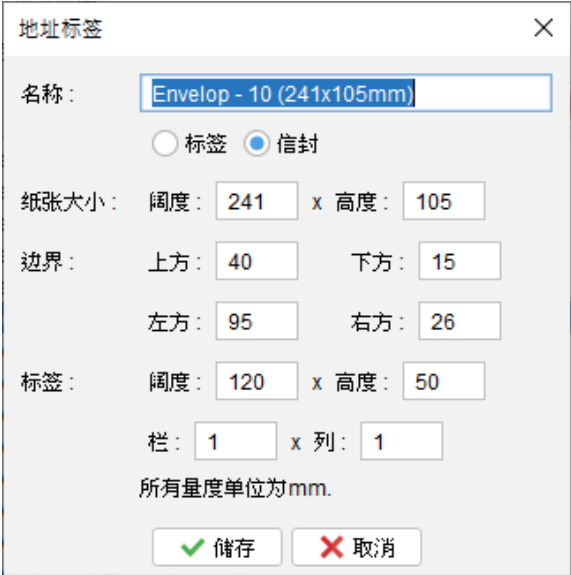 地址标签
名称 : Envelop - 10 (241x105mm)
标签 信封
纸张大小 : 阔度 : 241 x 高度 : 105
边界 : 上方 : 40 下方 : 15
左方 : 95 右方 : 26
标签 : 阔度 : 120 x 高度 : 50
栏 : 1 x 列 : 1
所有量度单位为mm.
储存 取消